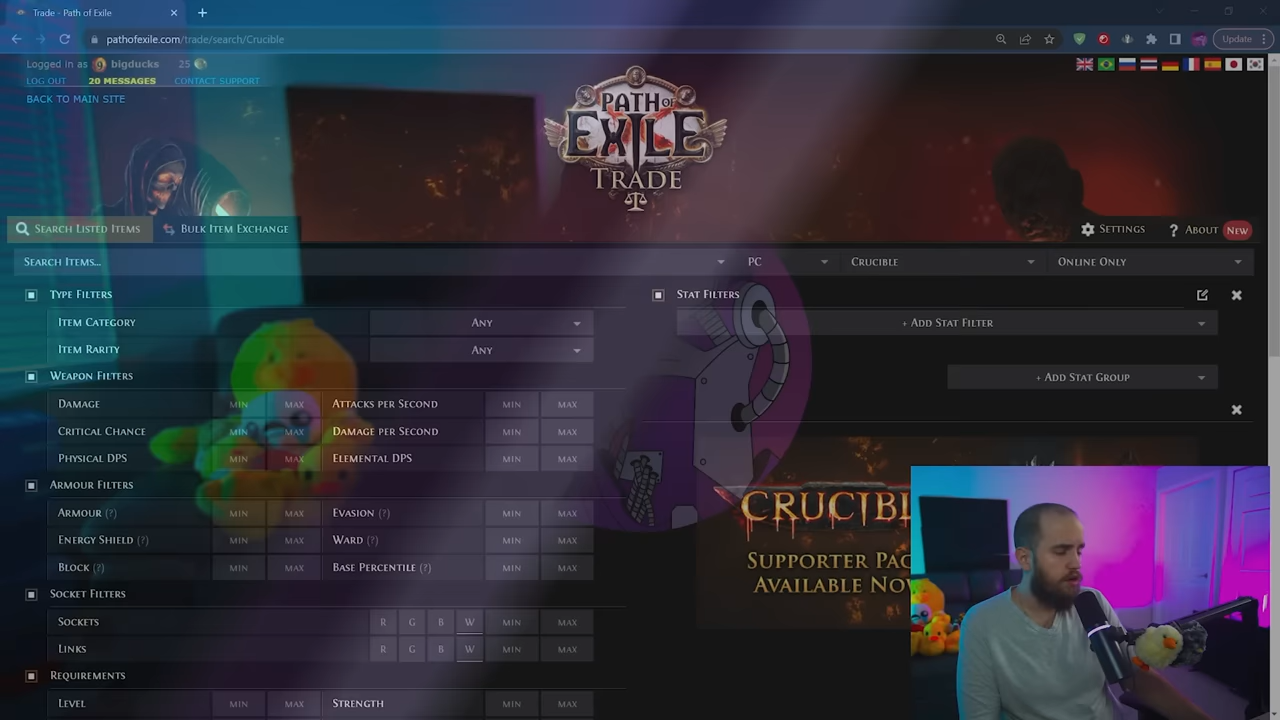 Trade - Path of Exile
pathofexile.com/trade/search/Crucible
Update
Logged in as bigducks 25
LOG OUT 20 MESSAGES CONTACT SUPPORT
BACK TO MAIN SITE
PATH OF EXILE
TRADE
SEARCH LISTED ITEMS BULK ITEM EXCHANGE SETTINGS ? ABOUT NEW
SEARCH ITEMS... PC CRUCIBLE ONLINE ONLY
TYPE FILTERS
ITEM CATEGORY ANY
ITEM RARITY ANY
WEAPON FILTERS
DAMAGE MIN MAX ATTACKS PER SECOND MIN MAX
CRITICAL CHANCE MIN MAX DAMAGE PER SECOND MIN MAX
PHYSICAL DPS MIN MAX ELEMENTAL DPS MIN MAX
ARMOUR FILTERS
ARMOUR (?) MIN MAX EVASION (?) MIN MAX
ENERGY SHIELD (?) MIN MAX WARD (?) MIN MAX
BLOCK (?) MIN MAX BASE PERCENTILE (?) MIN MAX
SOCKET FILTERS
SOCKETS R G B W MIN MAX
LINKS R G B W MIN MAX
REQUIREMENTS
LEVEL MIN MAX STRENGTH MIN MAX
STAT FILTERS
+ ADD STAT FILTER
+ ADD STAT GROUP
CRUCIBL
SUPPORTER PAC
AVAILABLE NOW